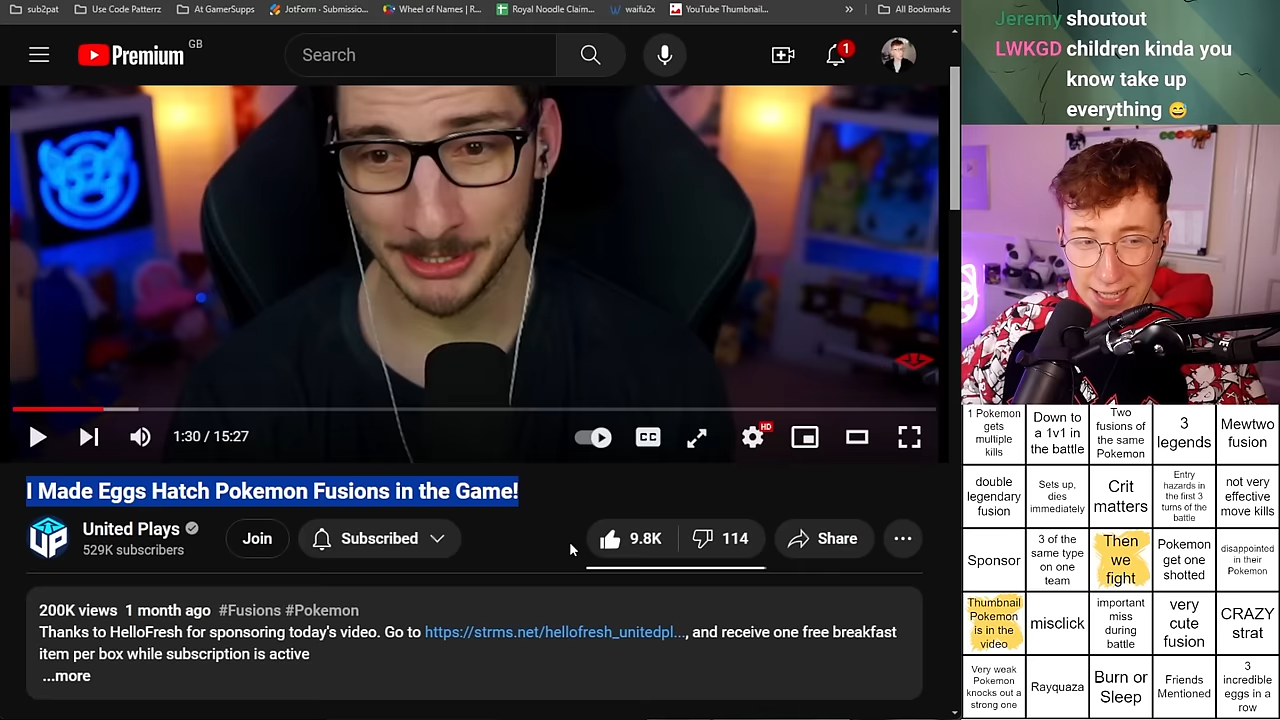 sub2pat
Use Code Patterrz
At GamerSupps
JotForm · Submissio...
Wheel of Names | R...
Royal Noodle Claim...
waifu2x
YouTube Thumbnail...
»
All Bookmarks
Premium GB
Search
1
1:30 / 15:27
CC
HD
I Made Eggs Hatch Pokemon Fusions in the Game!
UP
United Plays
529K subscribers
Join
Subscribed
9.8K
114
Share
200K views 1 month ago #Fusions #Pokemon
Thanks to HelloFresh for sponsoring today's video. Go to https://strms.net/hellofresh_unitedpl..., and receive one free breakfast
item per box while subscription is active
...more
Jeremy shoutout
LWKGD children kinda you
know take up
everything 😅
1 Pokemon
gets
multiple
kills
Down to
a 1v1 in
the battle
Two
fusions of
the same
Pokemon
3
legends
Mewtwo
fusion
double
legendary
fusion
Sets up,
dies
immediately
Crit
matters
Entry
hazards in
the first 3
turns of the
battle
not very
effective
move kills
Sponsor
3 of the
same type
on one
team
Then
we
fight
Pokemon
get one
shotted
disappointed
in their
Pokemon
Thumbnail
Pokemon
is in the
video
misclick
important
miss
during
battle
very
cute
fusion
CRAZY
strat
Very weak
Pokemon
knocks out a
strong one
Rayquaza
Burn or
Sleep
Friends
Mentioned
3
incredible
eggs in a
row